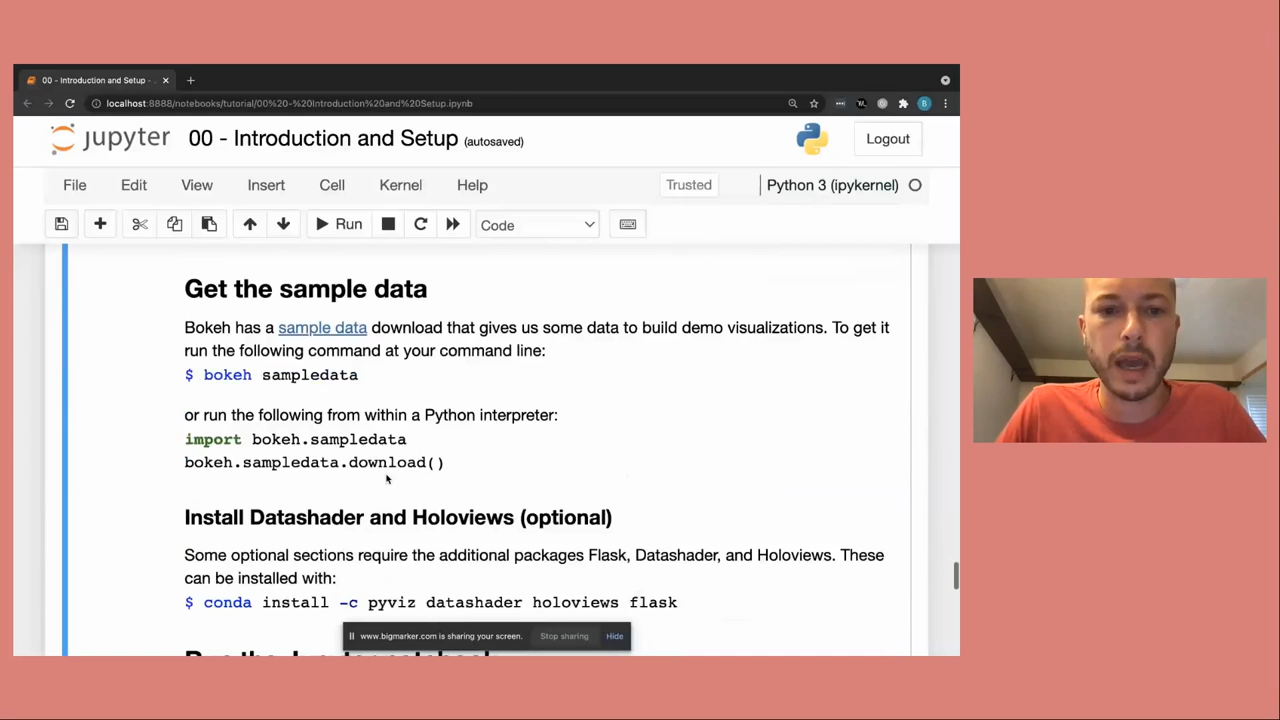 00 - Introduction and Setup -
localhost:8888/notebooks/tutorial/00%20-%20Introduction%20and%20Setup.ipynb
B
jupyter 00 - Introduction and Setup (autosaved)
Logout
File Edit View Insert Cell Kernel Help Trusted Python 3 (ipykernel)
Run Code
Get the sample data
Bokeh has a sample data download that gives us some data to build demo visualizations. To get it
run the following command at your command line:
$ bokeh sampledata
or run the following from within a Python interpreter:
import bokeh.sampledata
bokeh.sampledata.download()
Install Datashader and Holoviews (optional)
Some optional sections require the additional packages Flask, Datashader, and Holoviews. These
can be installed with:
$ conda install -c pyviz datashader holoviews flask
www.bigmarker.com is sharing your screen. Stop sharing Hide